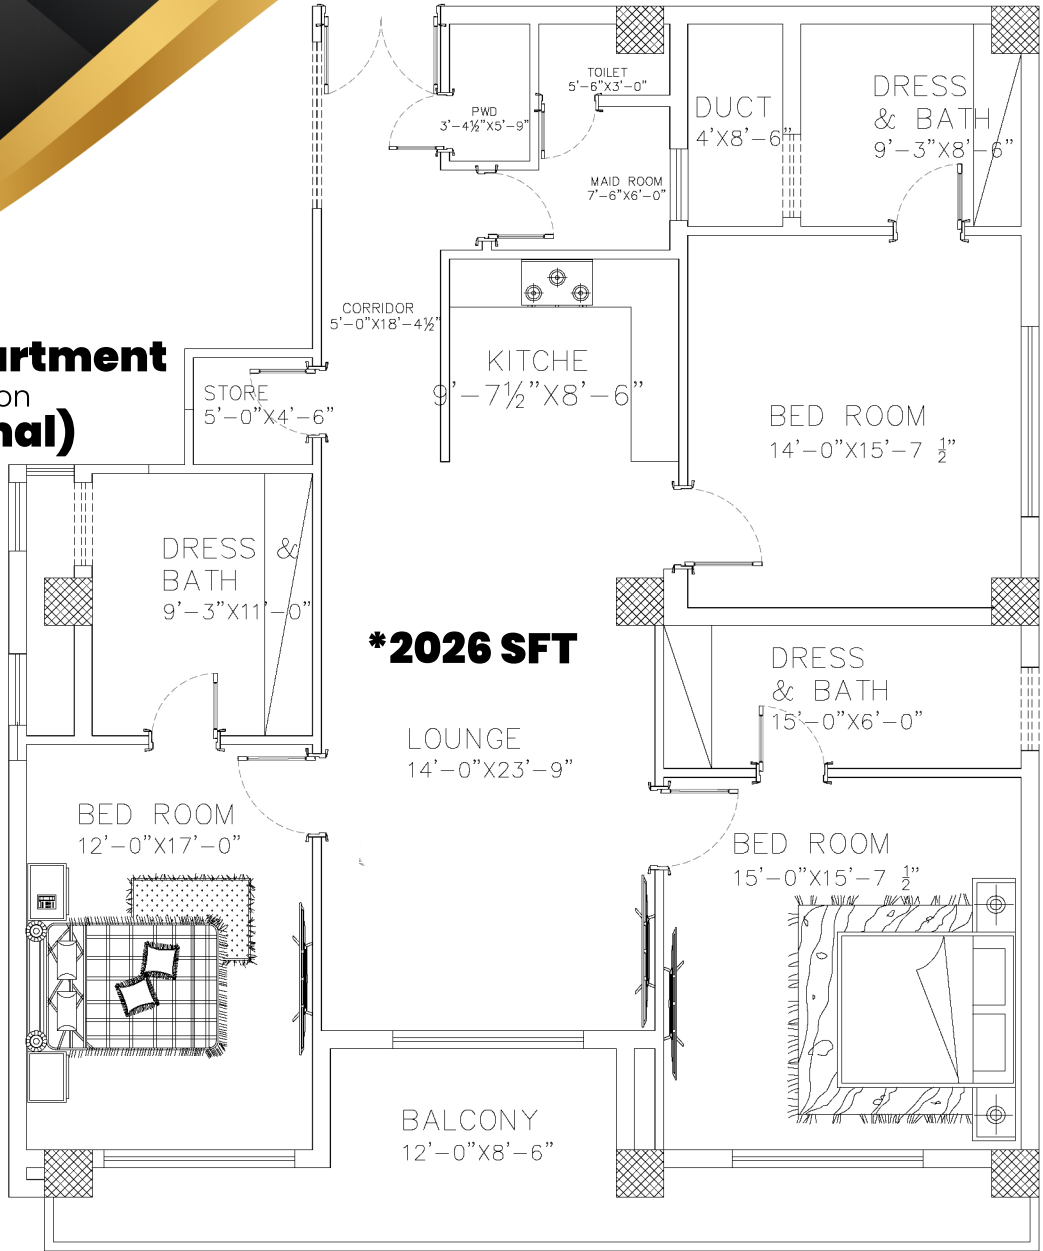 TOILET
5'-6"X3'-0"
PWD
3'-4½"X5'-9"
DUCT
4'X8'-6"
DRESS
& BATH
9'-3"X8'-6"
MAID ROOM
7'-6"X6'-0"
CORRIDOR
5'-0"X18'-4½"
artment
on
nal)
STORE
5'-0"X4'-6"
KITCHE
9'-7½"X8'-6"
BED ROOM
14'-0"X15'-7 ½"
DRESS &
BATH
9'-3"X11'-0"
*2026 SFT
DRESS
& BATH
15'-0"X6'-0"
LOUNGE
14'-0"X23'-9"
BED ROOM
12'-0"X17'-0"
BED ROOM
15'-0"X15'-7 ½"
BALCONY
12'-0"X8'-6"